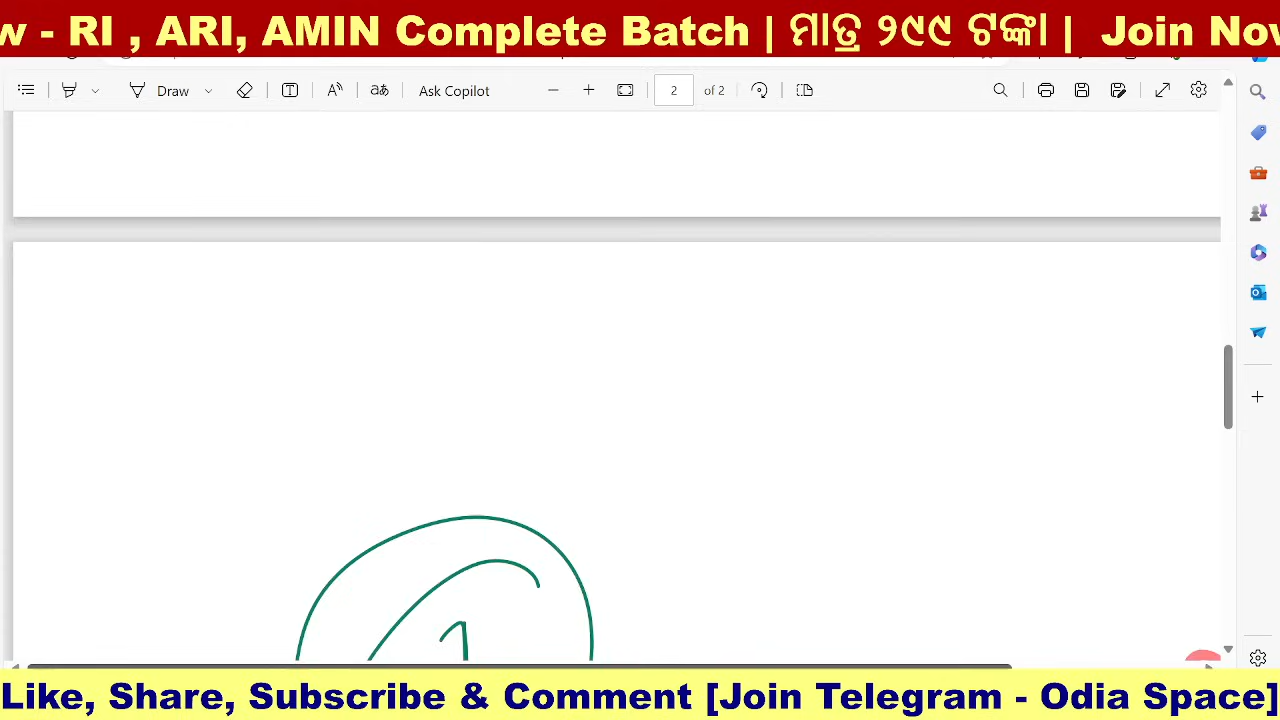 w - RI , ARI, AMIN Complete Batch | ମାତ୍ର ୨୯୯ ଟଙ୍କା | Join Nov
Draw
Ask Copilot
2 of 2
1
Like, Share, Subscribe & Comment [Join Telegram - Odia Space]